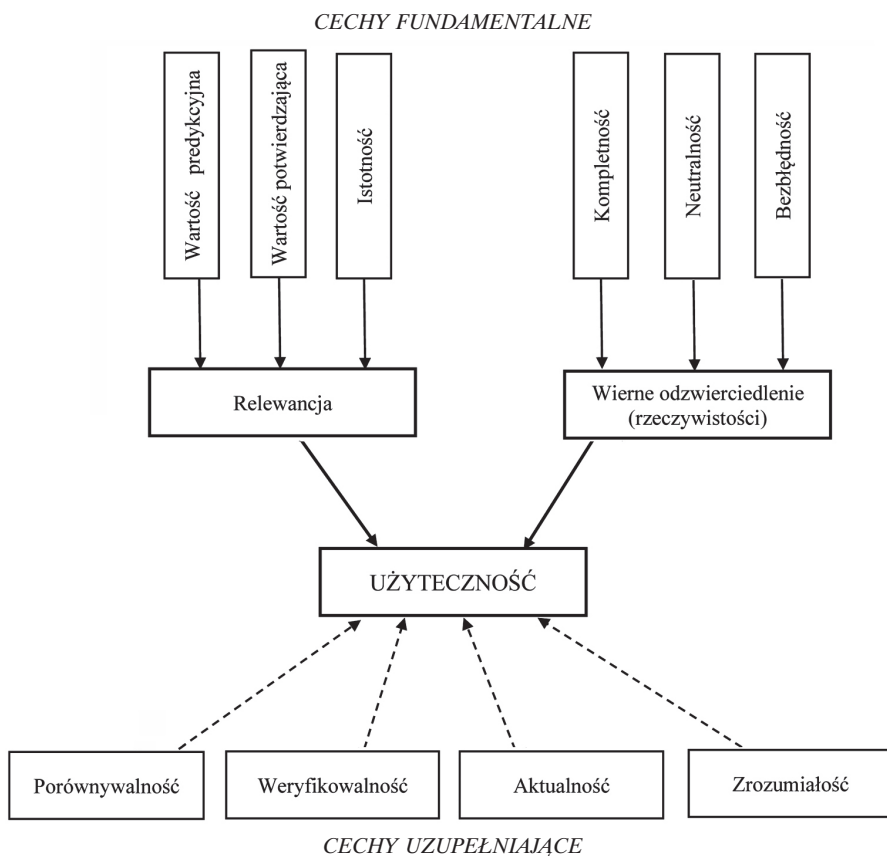 CECHY FUNDAMENTALNE
Wartość predykcyjna
Wartość potwierdzająca
Istotność
Kompletność
Neutralność
Bezbłędność
Relewancja
Wierne odzwierciedlenie
(rzeczywistości)
UŻYTECZNOŚĆ
Porównywalność
Weryfikowalność
Aktualność
Zrozumiałość
CECHY UZUPEŁNIAJĄCE